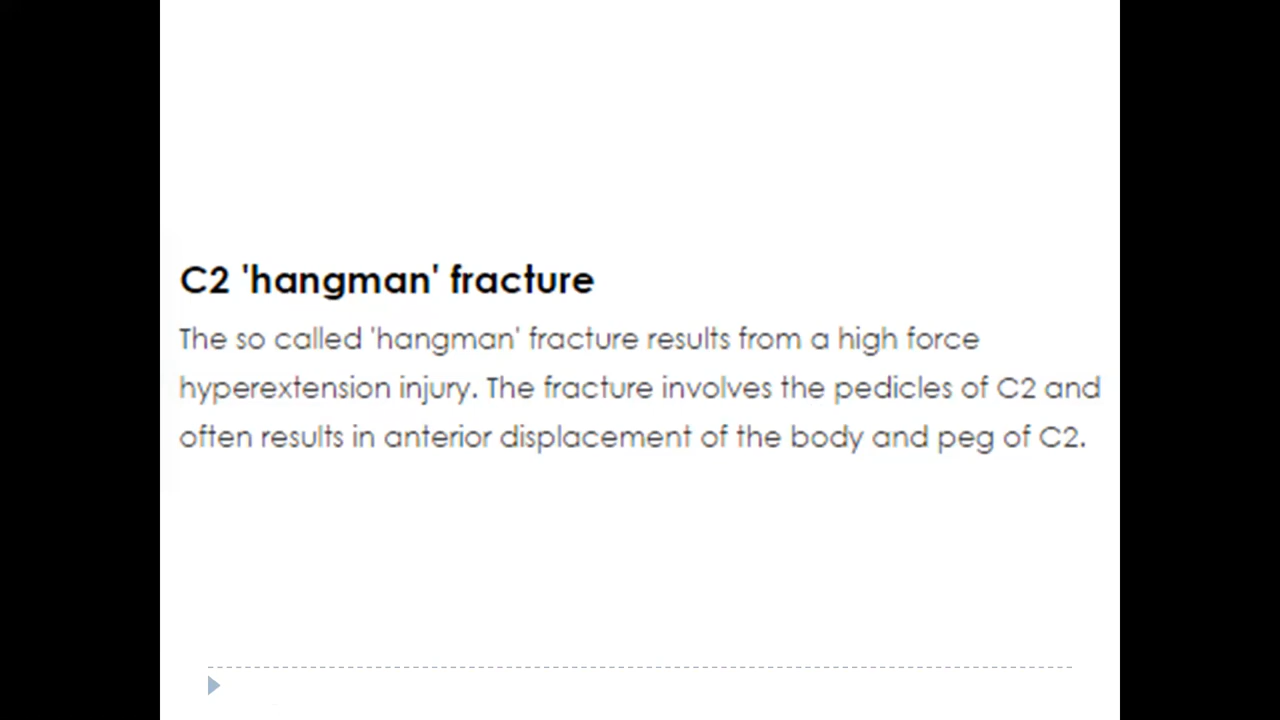 C2 'hangman' fracture
The so called 'hangman' fracture results from a high force
hyperextension injury. The fracture involves the pedicles of C2 and
often results in anterior displacement of the body and peg of C2.